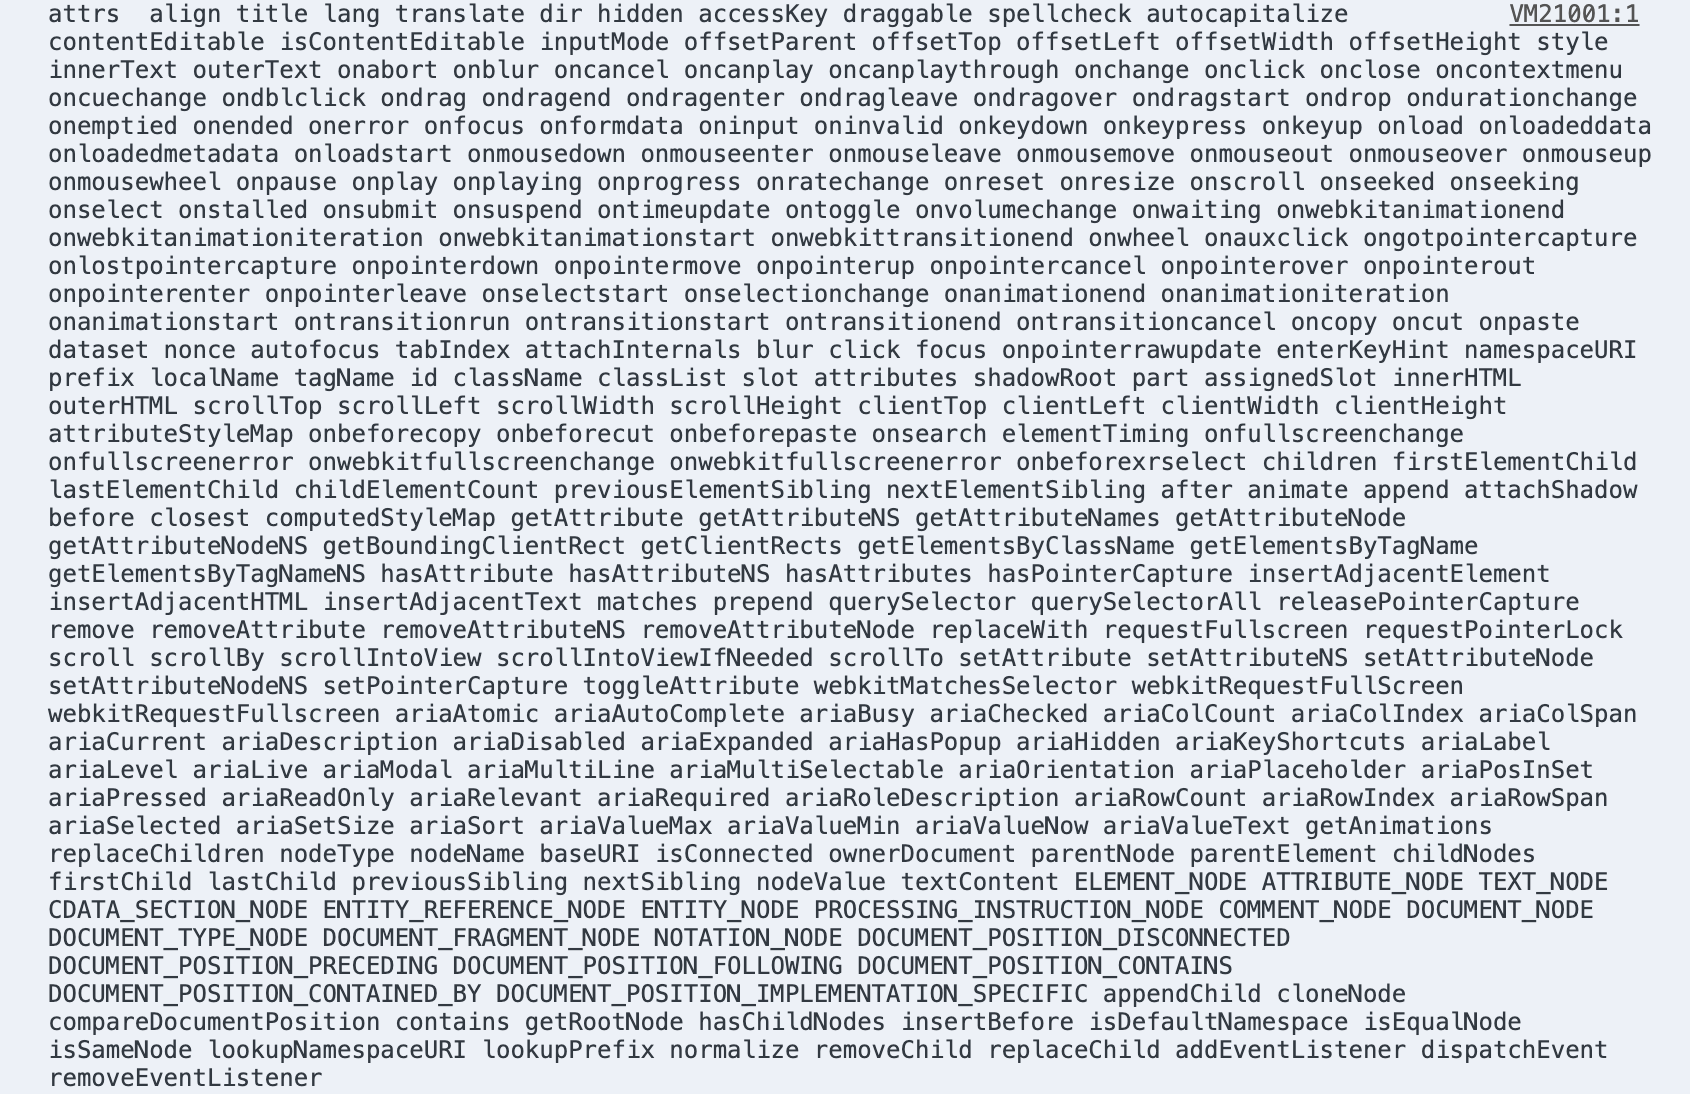 attrs  align title lang translate dir hidden accessKey draggable spellcheck autocapitalize VM21001:1
contentEditable isContentEditable inputMode offsetParent offsetTop offsetLeft offsetWidth offsetHeight style
innerText outerText onabort onblur oncancel oncanplay oncanplaythrough onchange onclick onclose oncontextmenu
oncuechange ondblclick ondrag ondragend ondragenter ondragleave ondragover ondragstart ondrop ondurationchange
onemptied onended onerror onfocus onformdata oninput oninvalid onkeydown onkeypress onkeyup onload onloadeddata
onloadedmetadata onloadstart onmousedown onmouseenter onmouseleave onmousemove onmouseout onmouseover onmouseup
onmousewheel onpause onplay onplaying onprogress onratechange onreset onresize onscroll onseeked onseeking
onselect onstalled onsubmit onsuspend ontimeupdate ontoggle onvolumechange onwaiting onwebkitanimationend
onwebkitanimationiteration onwebkitanimationstart onwebkittransitionend onwheel onauxclick ongotpointercapture
onlostpointercapture onpointerdown onpointermove onpointerup onpointercancel onpointerover onpointerout
onpointerenter onpointerleave onselectstart onselectionchange onanimationend onanimationiteration
onanimationstart ontransitionrun ontransitionstart ontransitionend ontransitioncancel oncopy oncut onpaste
dataset nonce autofocus tabIndex attachInternals blur click focus onpointerrawupdate enterKeyHint namespaceURI
prefix localName tagName id className classList slot attributes shadowRoot part assignedSlot innerHTML
outerHTML scrollTop scrollLeft scrollWidth scrollHeight clientTop clientLeft clientWidth clientHeight
attributeStyleMap onbeforecopy onbeforecut onbeforepaste onsearch elementTiming onfullscreenchange
onfullscreenerror onwebkitfullscreenchange onwebkitfullscreenerror onbeforexrselect children firstElementChild
lastElementChild childElementCount previousElementSibling nextElementSibling after animate append attachShadow
before closest computedStyleMap getAttribute getAttributeNS getAttributeNames getAttributeNode
getAttributeNodeNS getBoundingClientRect getClientRects getElementsByClassName getElementsByTagName
getElementsByTagNameNS hasAttribute hasAttributeNS hasAttributes hasPointerCapture insertAdjacentElement
insertAdjacentHTML insertAdjacentText matches prepend querySelector querySelectorAll releasePointerCapture
remove removeAttribute removeAttributeNS removeAttributeNode replaceWith requestFullscreen requestPointerLock
scroll scrollBy scrollIntoView scrollIntoViewIfNeeded scrollTo setAttribute setAttributeNS setAttributeNode
setAttributeNodeNS setPointerCapture toggleAttribute webkitMatchesSelector webkitRequestFullScreen
webkitRequestFullscreen ariaAtomic ariaAutoComplete ariaBusy ariaChecked ariaColCount ariaColIndex ariaColSpan
ariaCurrent ariaDescription ariaDisabled ariaExpanded ariaHasPopup ariaHidden ariaKeyShortcuts ariaLabel
ariaLevel ariaLive ariaModal ariaMultiLine ariaMultiSelectable ariaOrientation ariaPlaceholder ariaPosInSet
ariaPressed ariaReadOnly ariaRelevant ariaRequired ariaRoleDescription ariaRowCount ariaRowIndex ariaRowSpan
ariaSelected ariaSetSize ariaSort ariaValueMax ariaValueMin ariaValueNow ariaValueText getAnimations
replaceChildren nodeType nodeName baseURI isConnected ownerDocument parentNode parentElement childNodes
firstChild lastChild previousSibling nextSibling nodeValue textContent ELEMENT_NODE ATTRIBUTE_NODE TEXT_NODE
CDATA_SECTION_NODE ENTITY_REFERENCE_NODE ENTITY_NODE PROCESSING_INSTRUCTION_NODE COMMENT_NODE DOCUMENT_NODE
DOCUMENT_TYPE_NODE DOCUMENT_FRAGMENT_NODE NOTATION_NODE DOCUMENT_POSITION_DISCONNECTED
DOCUMENT_POSITION_PRECEDING DOCUMENT_POSITION_FOLLOWING DOCUMENT_POSITION_CONTAINS
DOCUMENT_POSITION_CONTAINED_BY DOCUMENT_POSITION_IMPLEMENTATION_SPECIFIC appendChild cloneNode
compareDocumentPosition contains getRootNode hasChildNodes insertBefore isDefaultNamespace isEqualNode
isSameNode lookupNamespaceURI lookupPrefix normalize removeChild replaceChild addEventListener dispatchEvent
removeEventListener